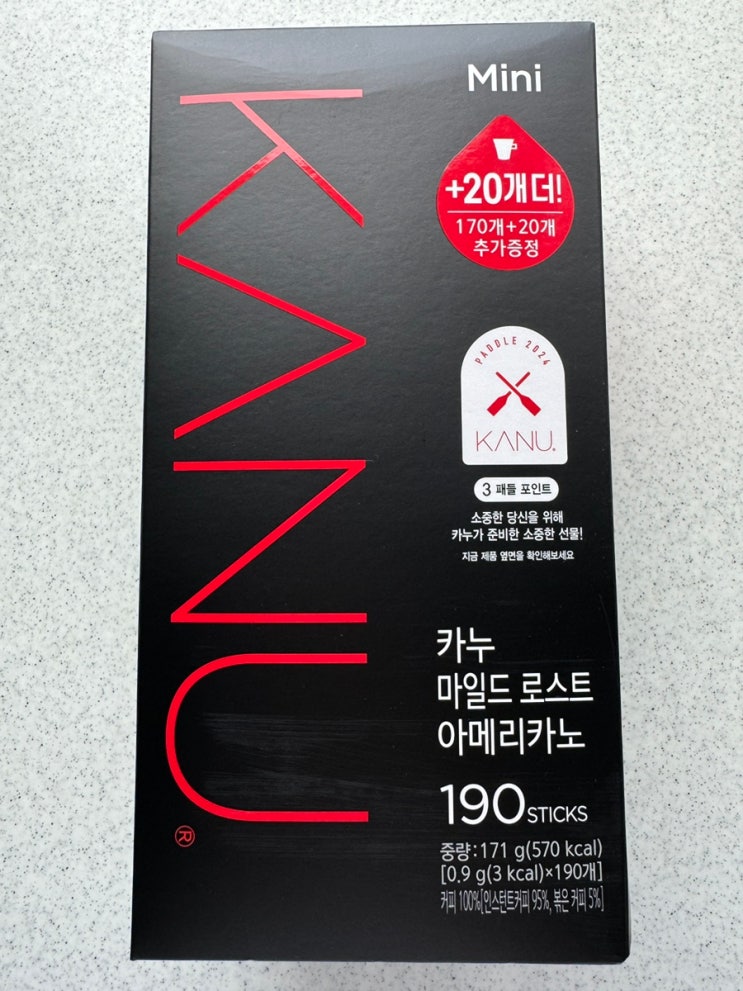 KANU®
Mini
+20개더!
170개+20개
추가증정
PADDLE 2024
KANU.
3 패들 포인트
소중한 당신을 위해
카누가 준비한 소중한 선물!
지금 제품 옆면을 확인해보세요
카누
마일드 로스트
아메리카노
190 STICKS
중량:171 g(570 kcal)
[0.9 g(3 kcal)×190개]
커피 100%[인스턴트커피 95%, 볶은 커피 5%]